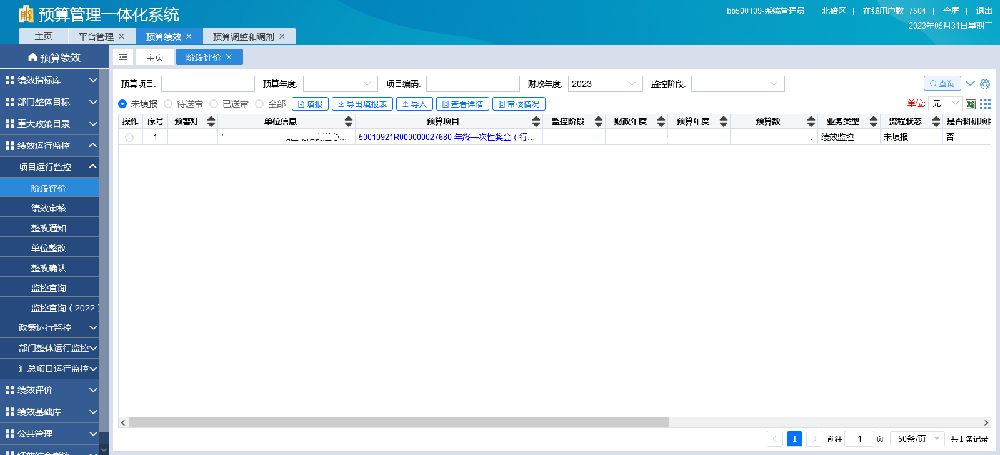 预算管理一体化系统
bb500109-系统管理员 | 北碚区 | 在线用户数 7504 | 全屏 | 退出
2023年05月31日星期三
主页 平台管理 × 预算绩效 × 预算调整和调剂 ×
预算绩效
主页 阶段评价 ×
绩效指标库
部门整体目标
重大政策目录
绩效运行监控
项目运行监控
阶段评价
绩效审核
整改通知
单位整改
整改确认
监控查询
监控查询（2022）
政策运行监控
部门整体运行监控
汇总项目运行监控
绩效评价
绩效基础库
公共管理
预算项目: 预算年度: 项目编码: 财政年度: 2023 监控阶段: 查询
未填报 待送审 已送审 全部 填报 导出填报表 导入 查看详情 审核情况 单位: 元
操作 序号 预警灯 单位信息 预算项目 监控阶段 财政年度 预算年度 预算数 业务类型 流程状态 是否科研项目
1 50010921R000000027680-年终一次性奖金（行... 绩效监控 未填报 否
1 前往 1 页 50条/页 共1条记录